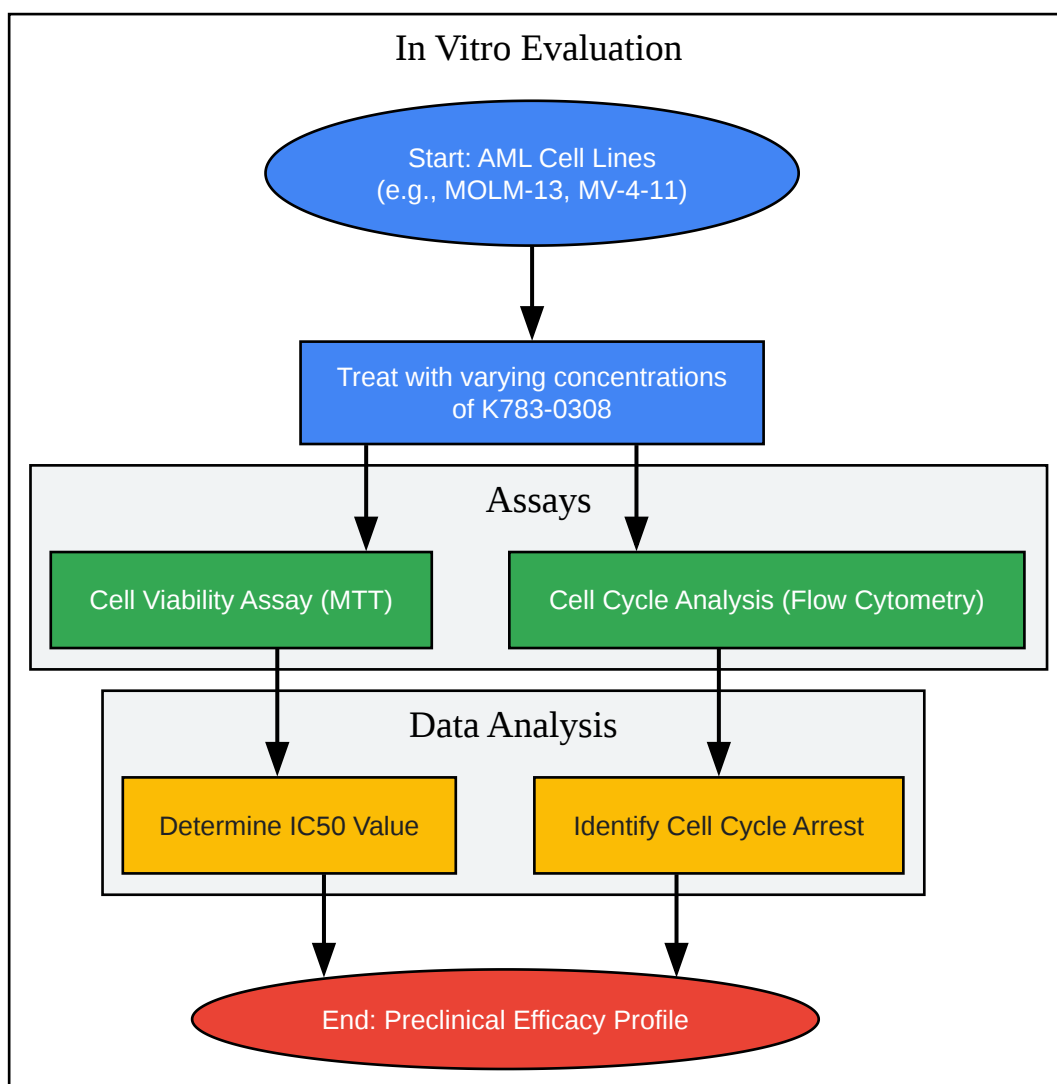 In Vitro Evaluation
Start: AML Cell Lines
(e.g., MOLM-13, MV-4-11)
Treat with varying concentrations
of K783-0308
Assays
Cell Viability Assay (MTT)
Cell Cycle Analysis (Flow Cytometry)
Data Analysis
Determine IC50 Value
Identify Cell Cycle Arrest
End: Preclinical Efficacy Profile